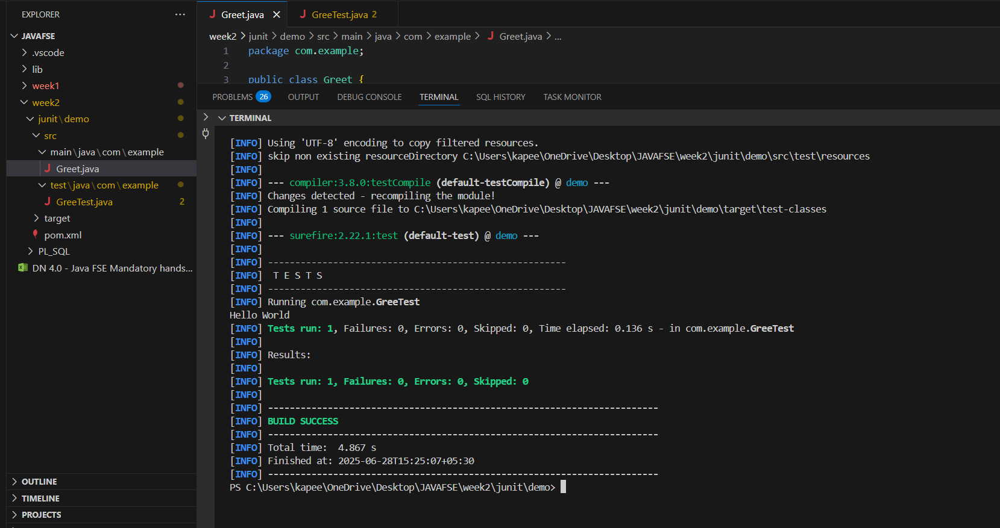 EXPLORER
···
JAVAFSE
.vscode
lib
week1
week2
junit\demo
src
main\java\com\example
Greet.java
test\java\com\example
GreeTest.java 2
target
pom.xml
PL_SQL
DN 4.0 - Java FSE Mandatory hands...
OUTLINE
TIMELINE
PROJECTS
Greet.java
GreeTest.java 2
week2 > junit > demo > src > main > java > com > example > Greet.java > ...
1 package com.example;
2
3 public class Greet {
PROBLEMS 26 OUTPUT DEBUG CONSOLE TERMINAL SQL HISTORY TASK MONITOR
TERMINAL
[INFO] Using 'UTF-8' encoding to copy filtered resources.
[INFO] skip non existing resourceDirectory C:\Users\kapee\OneDrive\Desktop\JAVAFSE\week2\junit\demo\src\test\resources
[INFO]
[INFO] --- compiler:3.8.0:testCompile (default-testCompile) @ demo ---
[INFO] Changes detected - recompiling the module!
[INFO] Compiling 1 source file to C:\Users\kapee\OneDrive\Desktop\JAVAFSE\week2\junit\demo\target\test-classes
[INFO]
[INFO] --- surefire:2.22.1:test (default-test) @ demo ---
[INFO]
[INFO] -------------------------------------------------------
[INFO]  T E S T S
[INFO] -------------------------------------------------------
[INFO] Running com.example.GreeTest
Hello World
[INFO] Tests run: 1, Failures: 0, Errors: 0, Skipped: 0, Time elapsed: 0.136 s - in com.example.GreeTest
[INFO]
[INFO] Results:
[INFO]
[INFO] Tests run: 1, Failures: 0, Errors: 0, Skipped: 0
[INFO]
[INFO] ------------------------------------------------------------------------
[INFO] BUILD SUCCESS
[INFO] ------------------------------------------------------------------------
[INFO] Total time:  4.867 s
[INFO] Finished at: 2025-06-28T15:25:07+05:30
[INFO] ------------------------------------------------------------------------
PS C:\Users\kapee\OneDrive\Desktop\JAVAFSE\week2\junit\demo>